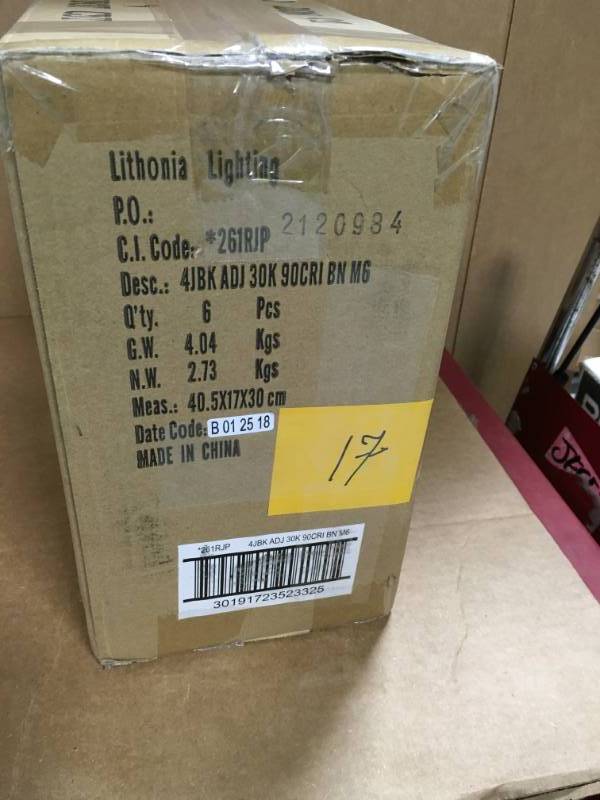 Lithonia Lighting
P.O.:
2120984
C.I. Code: *261RJP
Desc.: 4JBK ADJ 30K 90CRI BN M6
Q'ty. 6 Pcs
G.W. 4.04 Kgs
N.W. 2.73 Kgs
Meas.: 40.5X17X30 cm
Date Code: B 01 25 18
MADE IN CHINA
17
*261RJP 4JBK ADJ 30K 90CRI BN M6
30191723523325